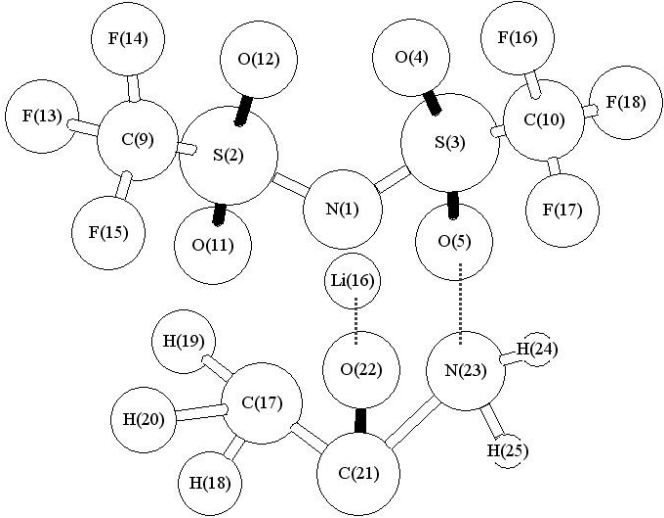 F(14)
F(16)
O(12)
O(4)
F(13)
F(18)
C(9)
C(10)
S(2)
S(3)
N(1)
F(15)
F(17)
O(11)
O(5)
Li(16)
H(19)
H(24)
O(22)
N(23)
C(17)
H(20)
H(25)
C(21)
H(18)